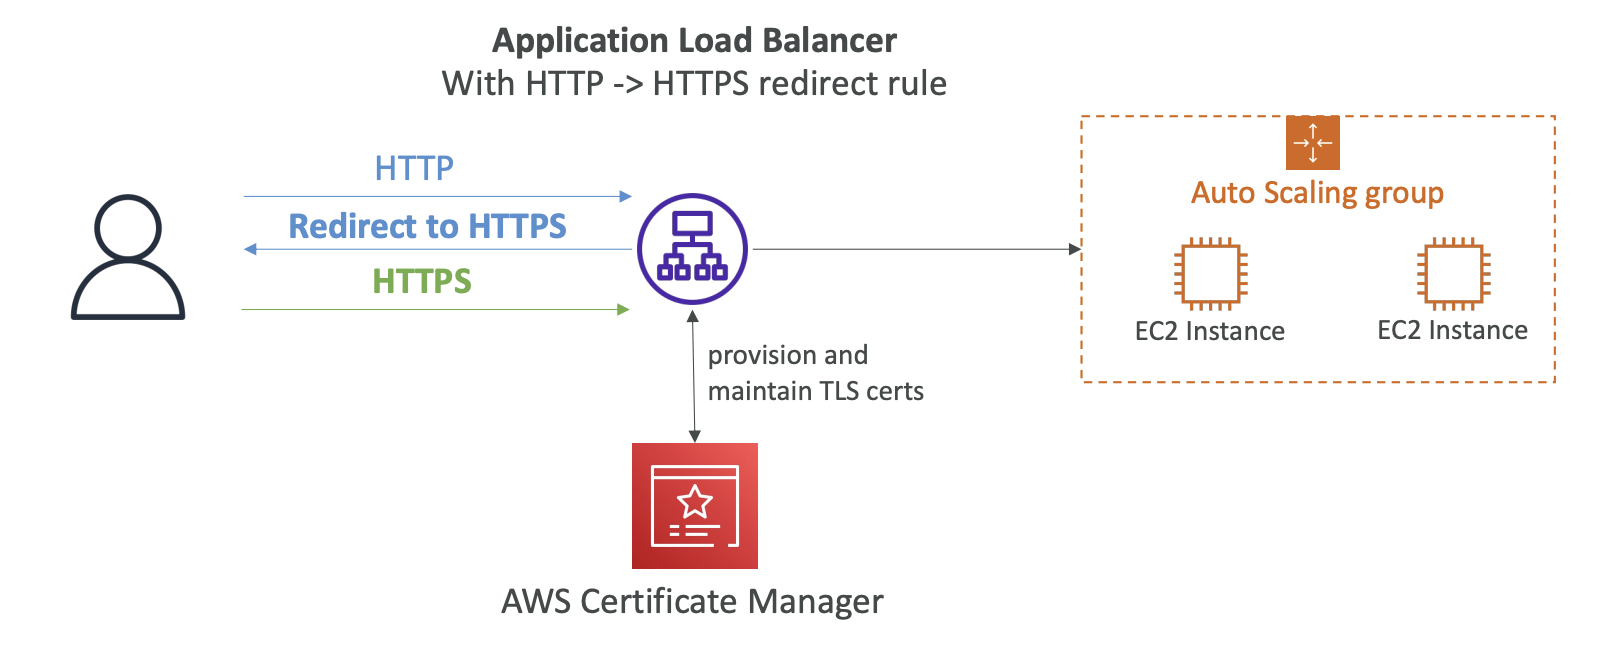 Application Load Balancer
With HTTP -> HTTPS redirect rule
HTTP
Redirect to HTTPS
HTTPS
Auto Scaling group
EC2 Instance
EC2 Instance
provision and
maintain TLS certs
AWS Certificate Manager